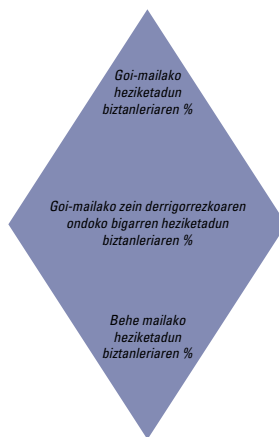 Goi-mailako
heziketadun
biztanleriaren %
Goi-mailako zein derrigorrezkoaren
ondoko bigarren heziketadun
biztanleriaren %
Behe mailako
heziketadun
biztanleriaren %